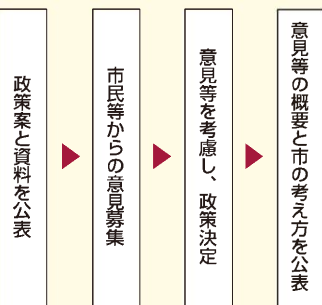 政策案と資料を公表
市民等からの意見募集
意見等を考慮し、政策決定
意見等の概要と市の考え方を公表